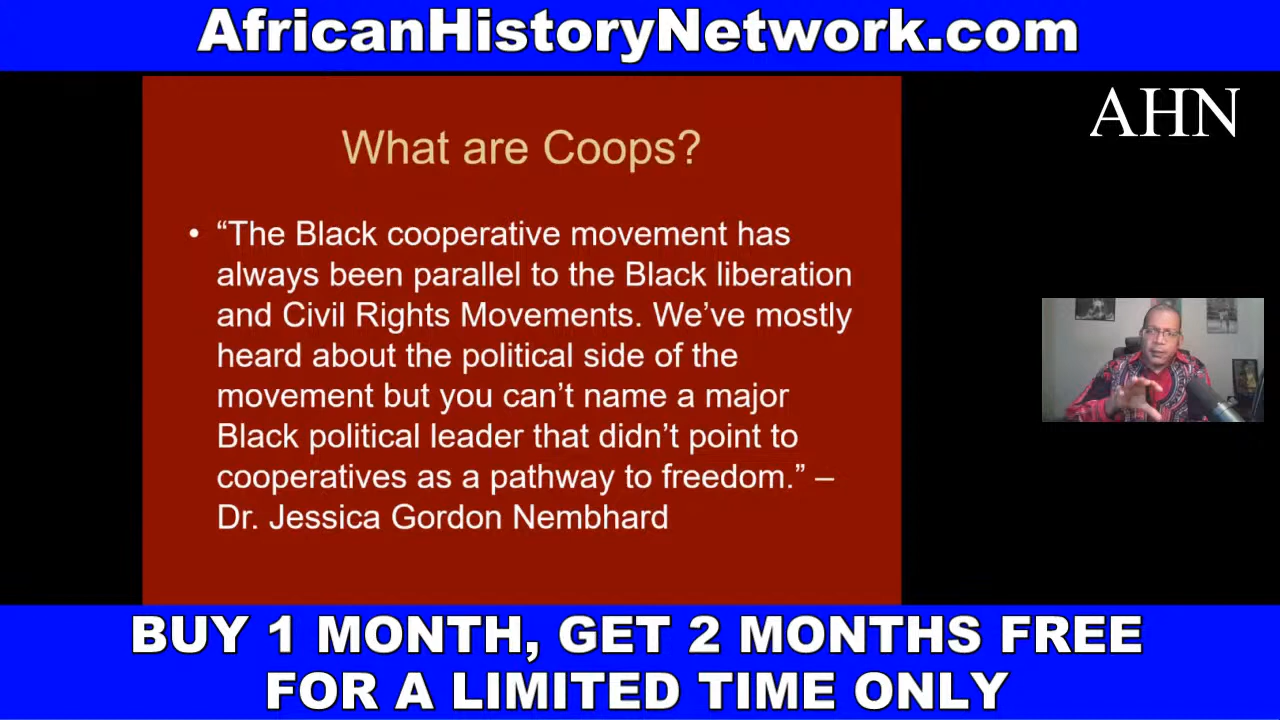 AfricanHistoryNetwork.com
AHN
What are Coops?
• “The Black cooperative movement has
always been parallel to the Black liberation
and Civil Rights Movements. We’ve mostly
heard about the political side of the
movement but you can’t name a major
Black political leader that didn’t point to
cooperatives as a pathway to freedom.” –
Dr. Jessica Gordon Nembhard
BUY 1 MONTH, GET 2 MONTHS FREE
FOR A LIMITED TIME ONLY